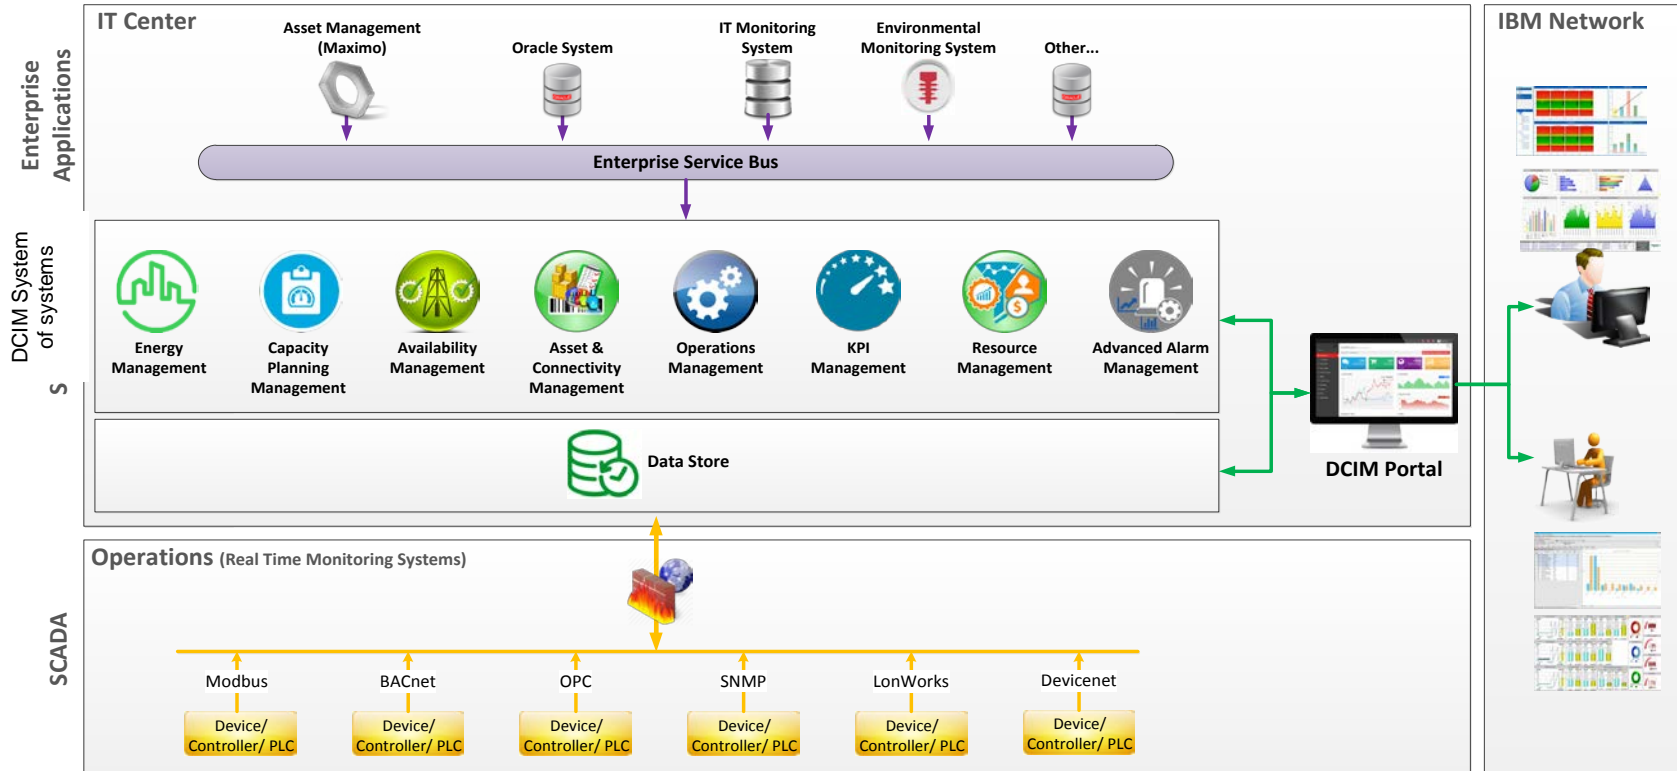 IT Center
IBM Network
Enterprise
Applications
Asset Management
(Maximo)
Oracle System
IT Monitoring
System
Environmental
Monitoring System
Other...
ORACLE
ORACLE
Enterprise Service Bus
DCIM System
of systems
S
Energy
Management
Capacity
Planning
Management
Availability
Management
Asset &
Connectivity
Management
Operations
Management
KPI
Management
Resource
Management
Advanced Alarm
Management
Data Store
DCIM Portal
Operations (Real Time Monitoring Systems)
SCADA
Modbus
BACnet
OPC
SNMP
LonWorks
Devicenet
Device/
Controller/ PLC
Device/
Controller/ PLC
Device/
Controller/ PLC
Device/
Controller/ PLC
Device/
Controller/ PLC
Device/
Controller/ PLC